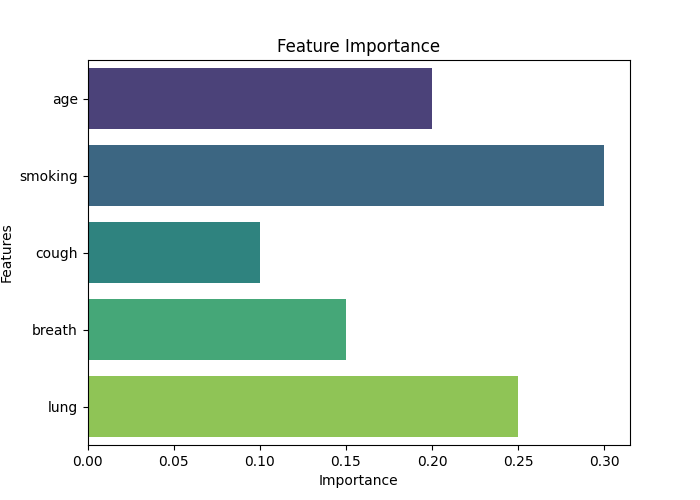 Feature Importance
Features
age
smoking
cough
breath
lung
0.00 0.05 0.10 0.15 0.20 0.25 0.30
Importance